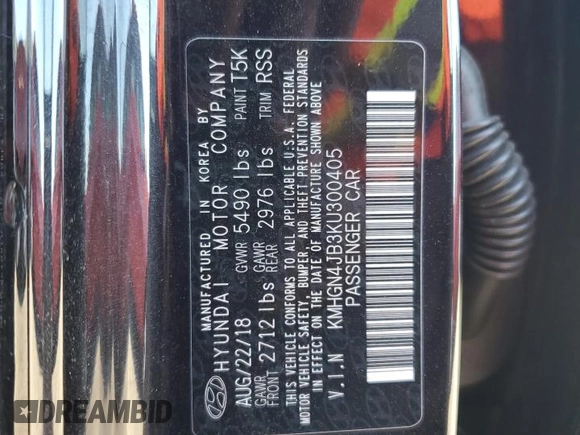 MANUFACTURED IN KOREA BY
HYUNDAI MOTOR COMPANY
AUG/22/18 GVWR 5490 lbs PAINT T5K
GAWR FRONT 2712 lbs GAWR REAR 2976 lbs TRIM RSS
THIS VEHICLE CONFORMS TO ALL APPLICABLE U.S.A. FEDERAL
MOTOR VEHICLE SAFETY, BUMPER, AND THEFT PREVENTION STANDARDS
IN EFFECT ON THE DATE OF MANUFACTURE SHOWN ABOVE
V.I.N KMHGN4JB3KU300405
PASSENGER CAR
DREAMBID